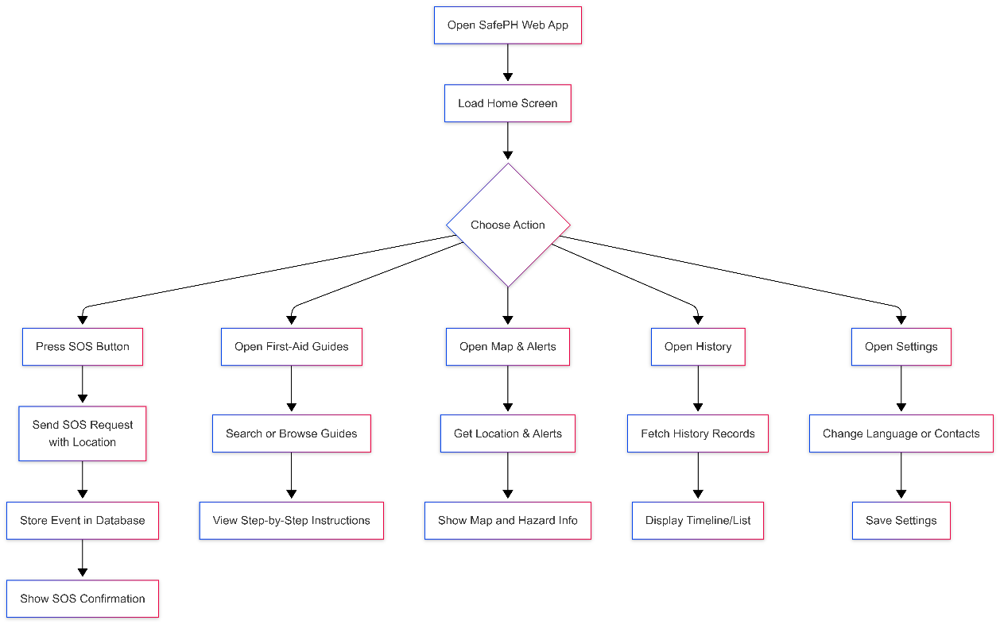 Open SafePH Web App
Load Home Screen
Choose Action
Press SOS Button
Open First-Aid Guides
Open Map & Alerts
Open History
Open Settings
Send SOS Request
with Location
Search or Browse Guides
Get Location & Alerts
Fetch History Records
Change Language or Contacts
Store Event in Database
View Step-by-Step Instructions
Show Map and Hazard Info
Display Timeline/List
Save Settings
Show SOS Confirmation